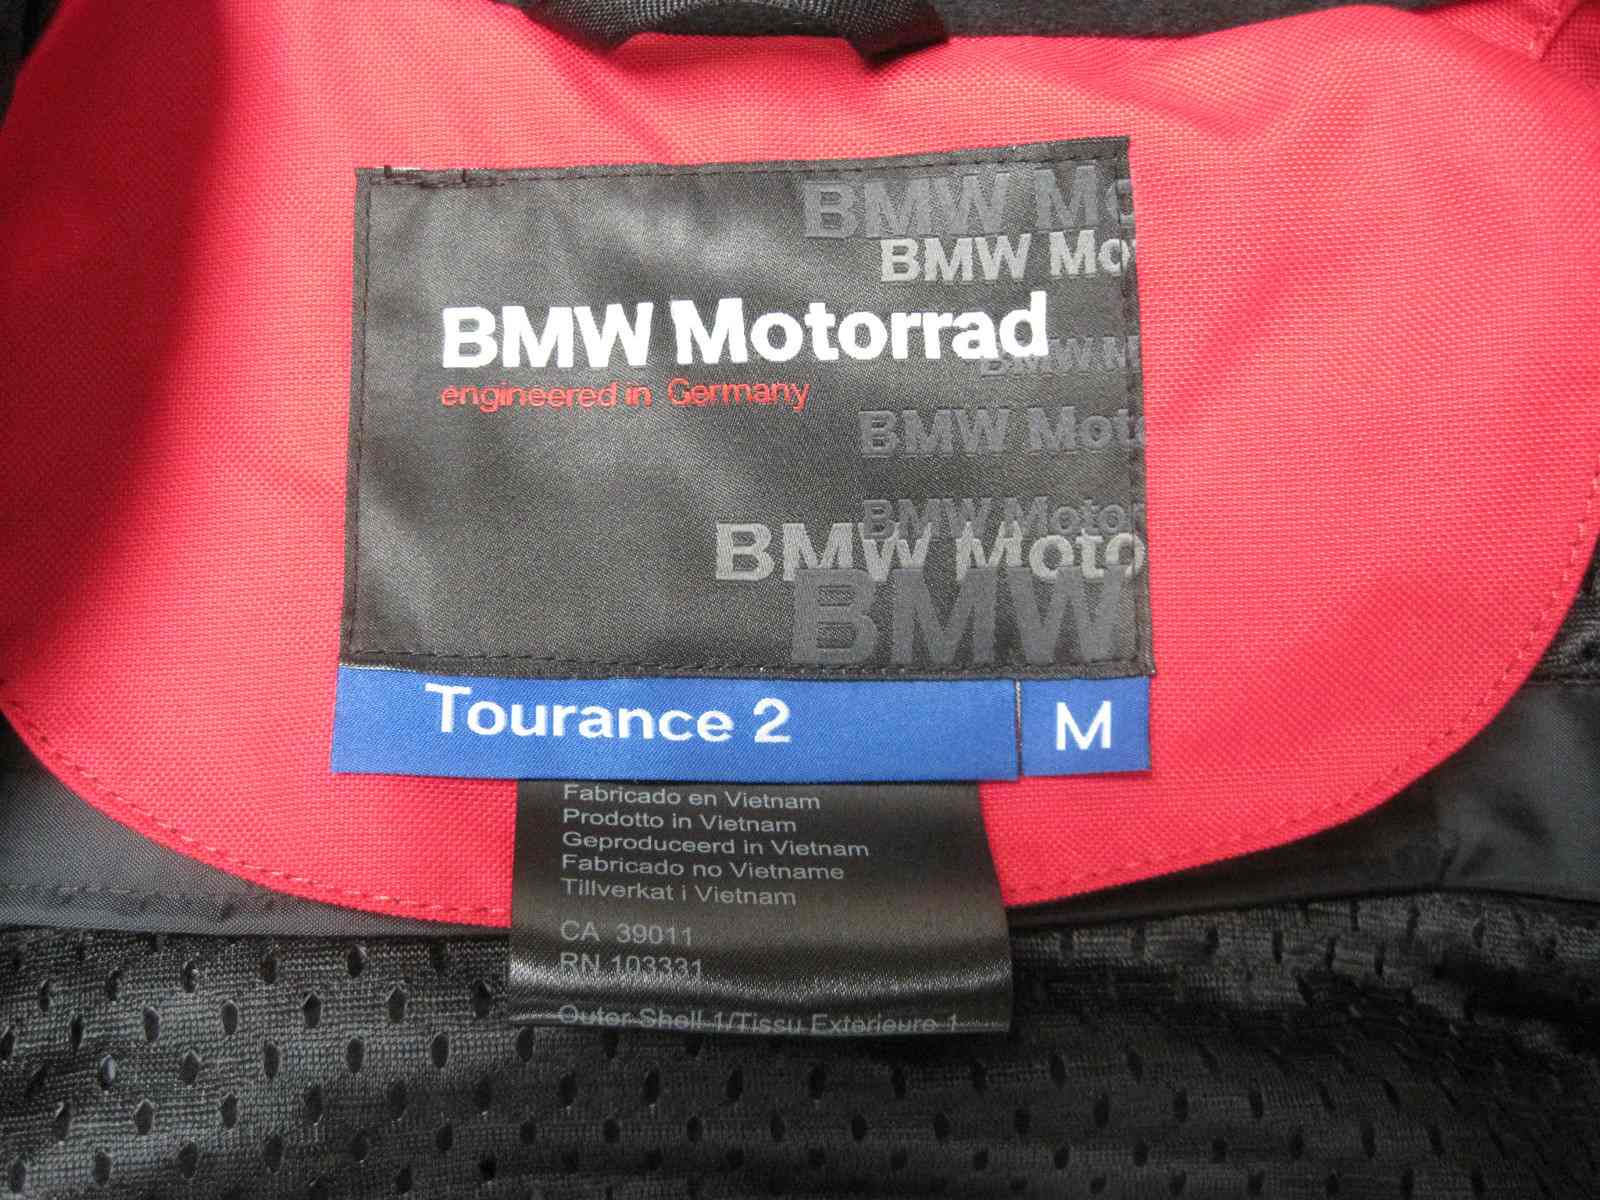 BMW Mo
BMW Mo
BMW Motorrad
engineered in Germany
BMW M
BMW Mot
BMW Motor
BMW Moto
BMW
Tourance 2 M
Fabricado en Vietnam
Prodotto in Vietnam
Geproduceerd in Vietnam
Fabricado no Vietname
Tillverkat i Vietnam
CA 39011
RN 103331
Outer Shell 1/Tissu Exterieure 1